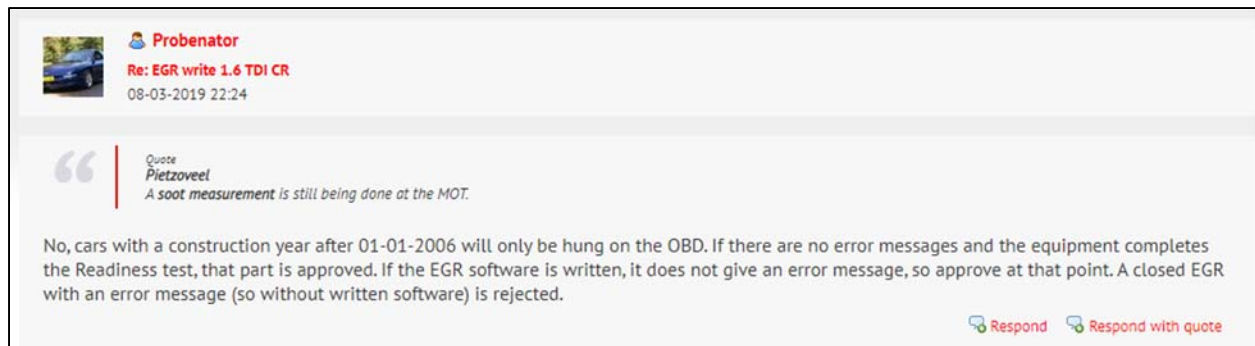 Probenator
Re: EGR write 1.6 TDI CR
08-03-2019 22:24
Quote
Pietzoveel
A soot measurement is still being done at the MOT.
No, cars with a construction year after 01-01-2006 will only be hung on the OBD. If there are no error messages and the equipment completes
the Readiness test, that part is approved. If the EGR software is written, it does not give an error message, so approve at that point. A closed EGR
with an error message (so without written software) is rejected.
Respond Respond with quote